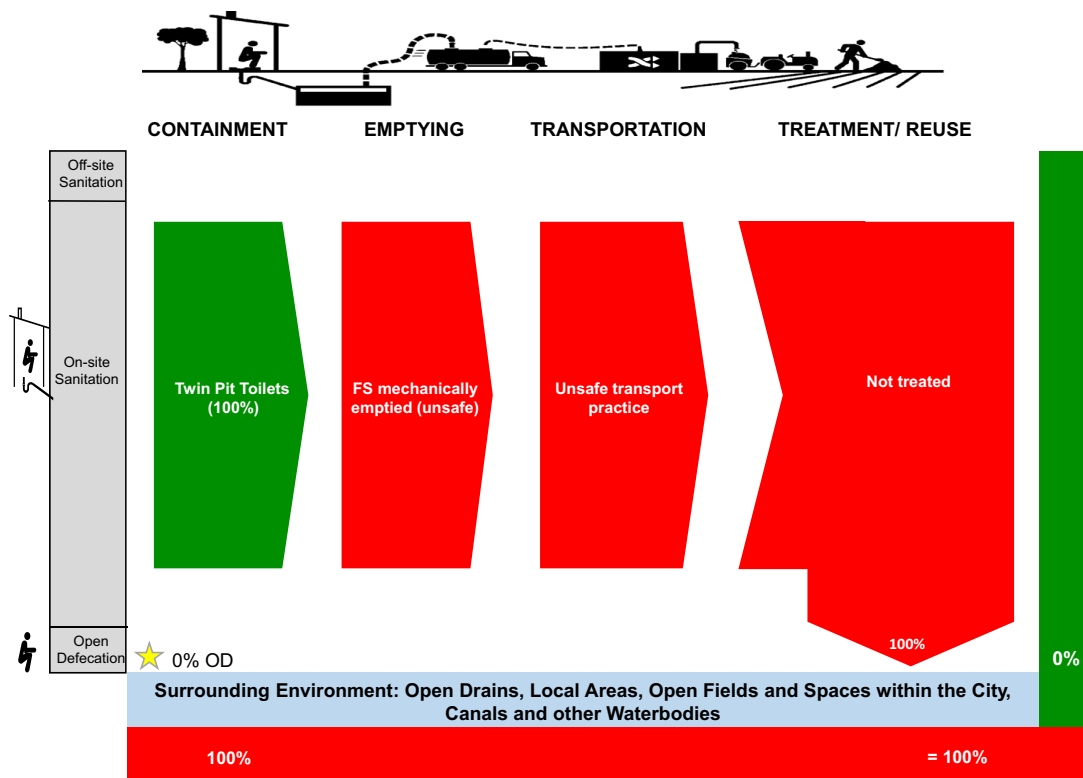 CONTAINMENT
EMPTYING
TRANSPORTATION
TREATMENT/ REUSE
Off-site
Sanitation
On-site
Sanitation
Twin Pit Toilets
(100%)
FS mechanically
emptied (unsafe)
Unsafe transport
practice
Not treated
Open
Defecation
0% OD
100%
0%
Surrounding Environment: Open Drains, Local Areas, Open Fields and Spaces within the City,
Canals and other Waterbodies
100%
= 100%